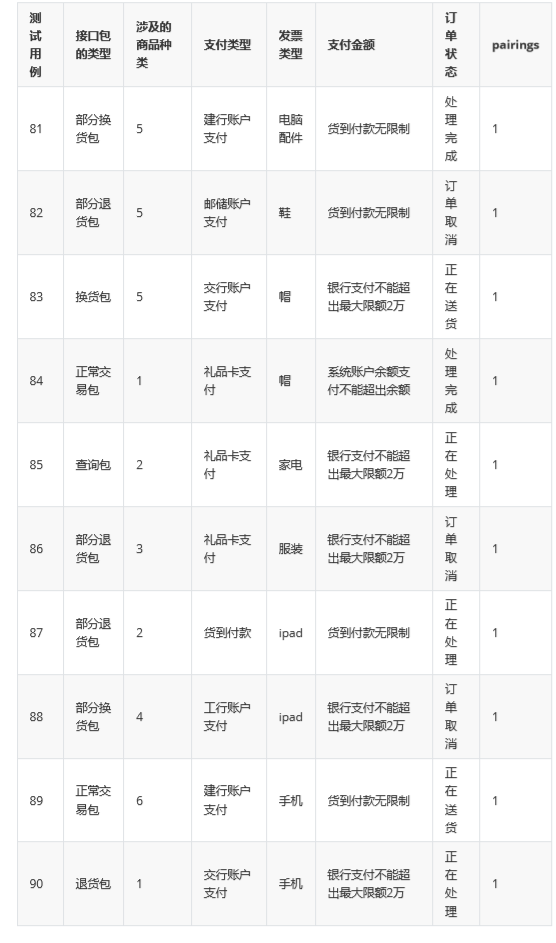 测试用例 接口包的类型 涉及的商品种类 支付类型 发票类型 支付金额 订单状态 pairings
81 部分换货包 5 建行账户支付 电脑配件 货到付款无限制 处理完成 1
82 部分退货包 5 邮储账户支付 鞋 货到付款无限制 订单取消 1
83 换货包 5 交行账户支付 帽 银行支付不能超出最大限额2万 正在送货 1
84 正常交易包 1 礼品卡支付 帽 系统账户余额支付不能超出余额 处理完成 1
85 查询包 2 礼品卡支付 家电 银行支付不能超出最大限额2万 正在处理 1
86 部分退货包 3 礼品卡支付 服装 银行支付不能超出最大限额2万 订单取消 1
87 部分退货包 2 货到付款 ipad 货到付款无限制 正在处理 1
88 部分换货包 4 工行账户支付 ipad 银行支付不能超出最大限额2万 订单取消 1
89 正常交易包 6 建行账户支付 手机 货到付款无限制 正在送货 1
90 退货包 1 交行账户支付 手机 银行支付不能超出最大限额2万 正在处理 1